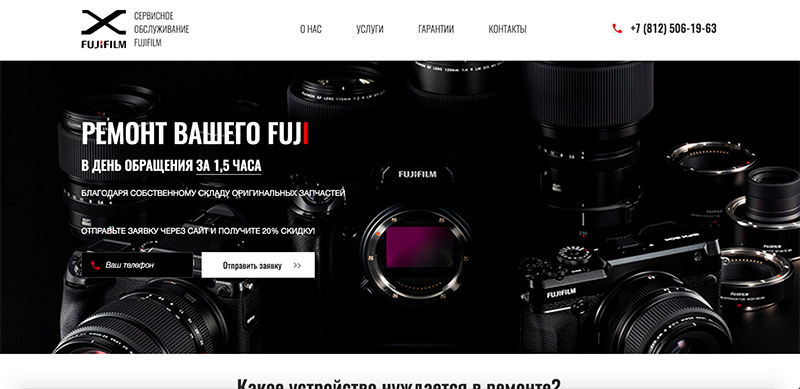 СЕРВИСНОЕ
ОБСЛУЖИВАНИЕ
FUJIFILM
FUJIFILM
О НАС УСЛУГИ ГАРАНТИИ КОНТАКТЫ
+7 (812) 506-19-63
РЕМОНТ ВАШЕГО FUJI
В ДЕНЬ ОБРАЩЕНИЯ ЗА 1,5 ЧАСА
БЛАГОДАРЯ СОБСТВЕННОМУ СКЛАДУ ОРИГИНАЛЬНЫХ ЗАПЧАСТЕЙ
ОТПРАВЬТЕ ЗАЯВКУ ЧЕРЕЗ САЙТ И ПОЛУЧИТЕ 20% СКИДКУ!
Ваш телефон
Отправить заявку >>
FUJIFILM
FUJIFILM
Какое устройство нуждается в ремонте?